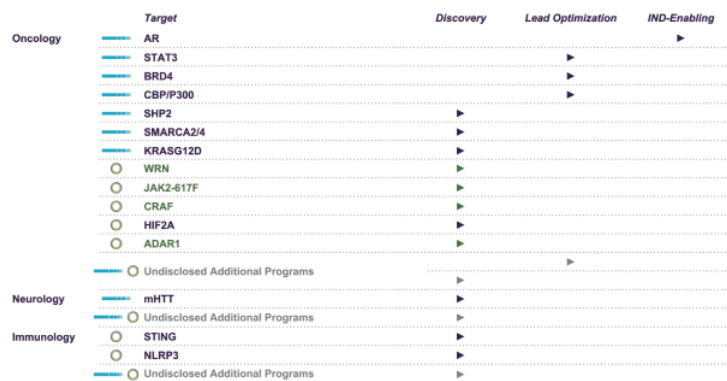 Target Discovery Lead Optimization IND-Enabling
Oncology AR
STAT3
BRD4
CBP/P300
SHP2
SMARCA2/4
KRASG12D
WRN
JAK2-617F
CRAF
HIF2A
ADAR1
Undisclosed Additional Programs
Neurology mHTT
Undisclosed Additional Programs
Immunology STING
NLRP3
Undisclosed Additional Programs